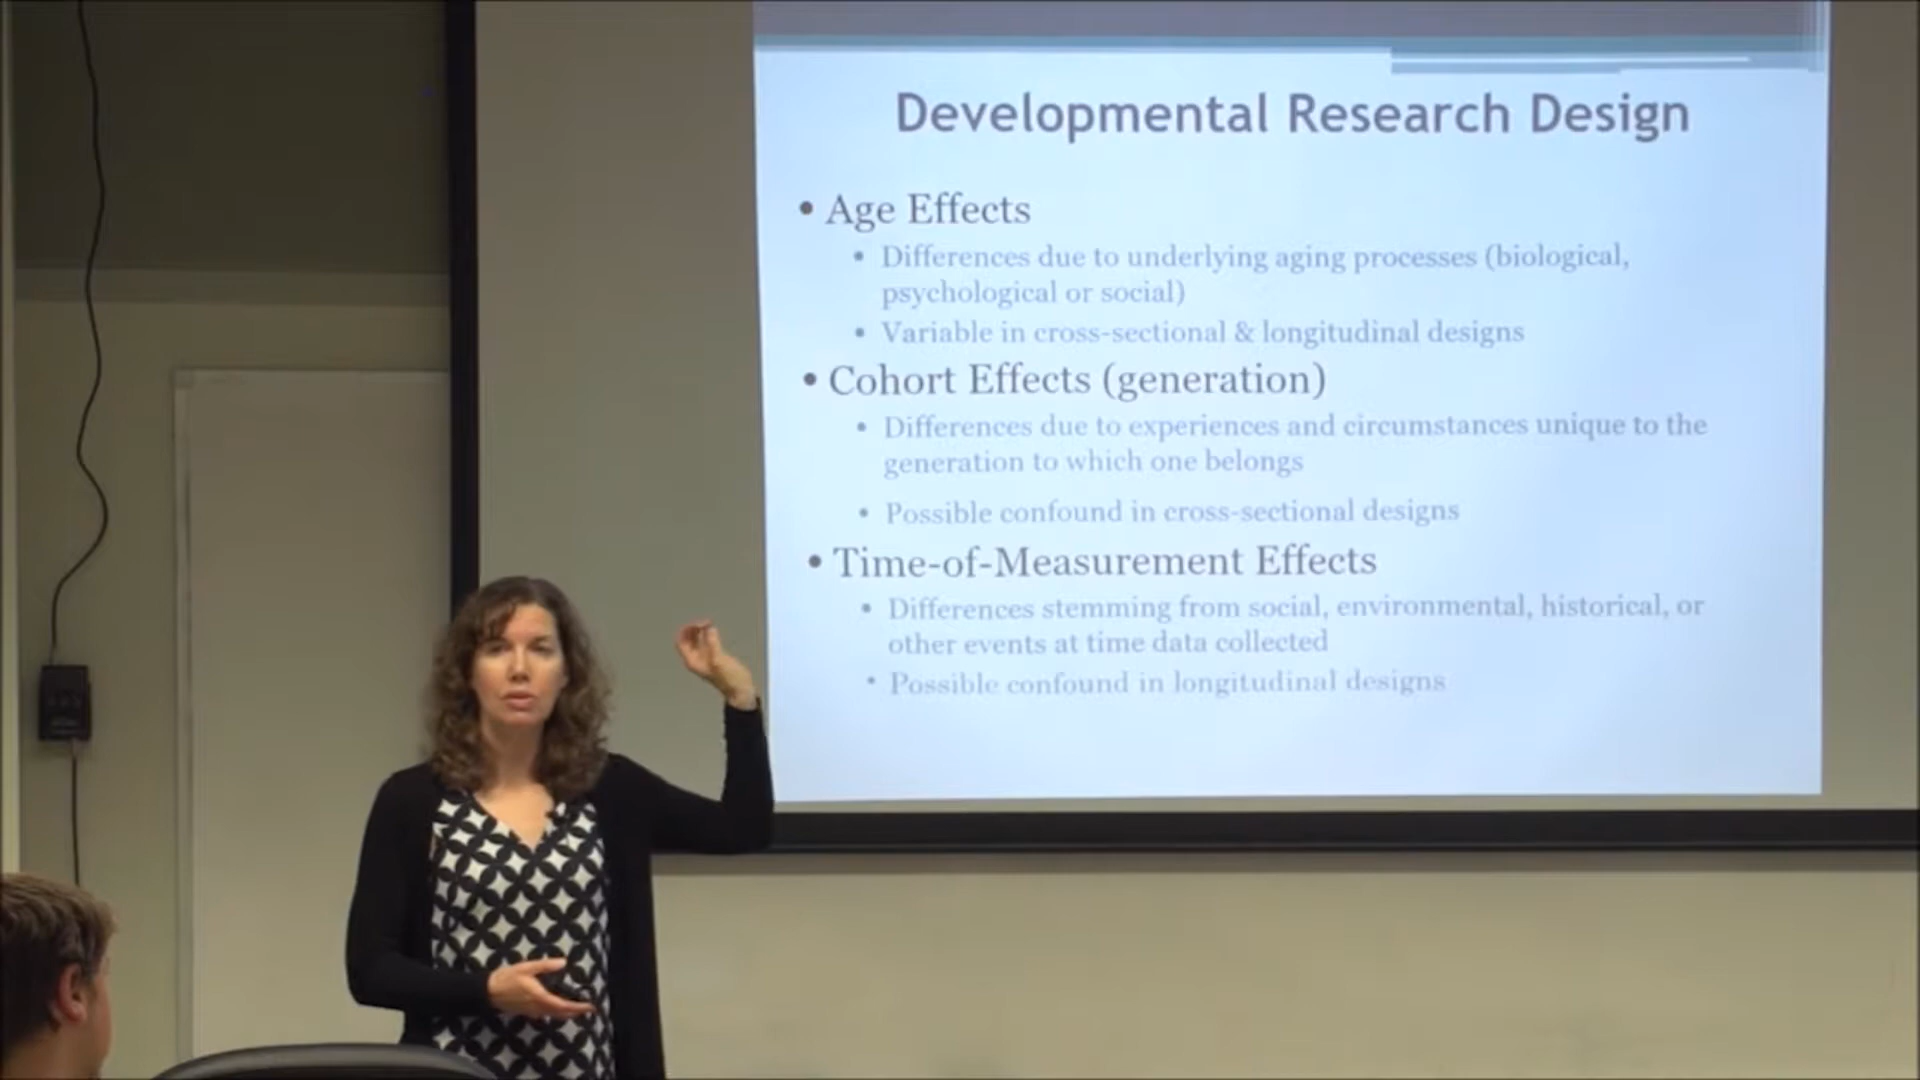 Developmental Research Design
• Age Effects
• Differences due to underlying aging processes (biological,
psychological or social)
• Variable in cross-sectional & longitudinal designs
• Cohort Effects (generation)
• Differences due to experiences and circumstances unique to the
generation to which one belongs
• Possible confound in cross-sectional designs
• Time-of-Measurement Effects
• Differences stemming from social, environmental, historical, or
other events at time data collected
• Possible confound in longitudinal designs